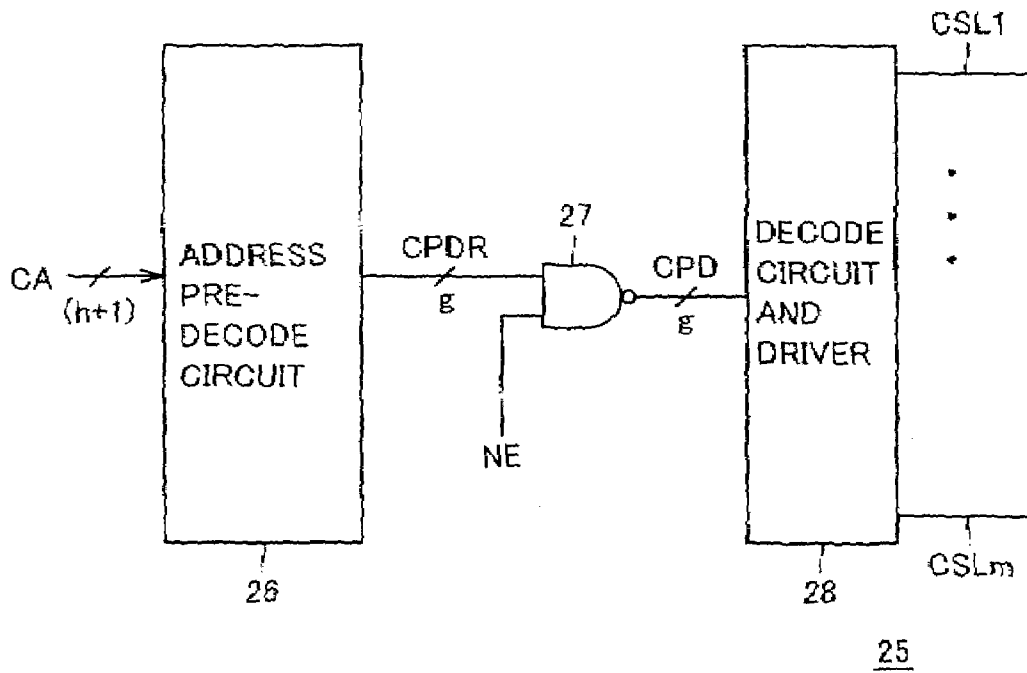 CSL1
27
CA
(h+1)
ADDRESS
PRE-
DECODE
CIRCUIT
CPDR
g
CPD
g
DECODE
CIRCUIT
AND
DRIVER
NE
26
28
CSLm
25